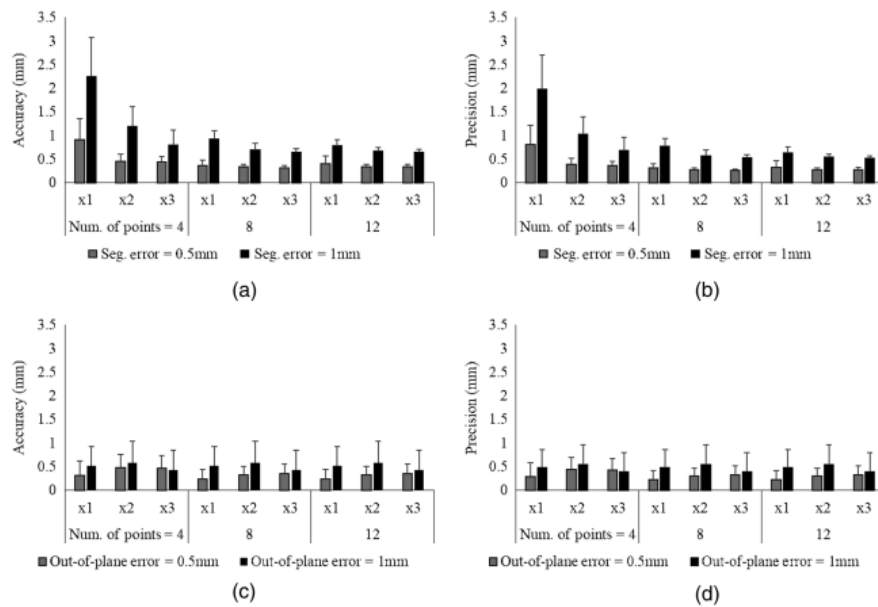 3.5
3
2.5
2
1.5
1
0.5
0
Accuracy (mm)
x1 x2 x3 x1 x2 x3 x1 x2 x3
Num. of points = 4 8 12
Seg. error = 0.5mm Seg. error = 1mm
(a)
3.5
3
2.5
2
1.5
1
0.5
0
Precision (mm)
x1 x2 x3 x1 x2 x3 x1 x2 x3
Num. of points = 4 8 12
Seg. error = 0.5mm Seg. error = 1mm
(b)
3.5
3
2.5
2
1.5
1
0.5
0
Accuracy (mm)
x1 x2 x3 x1 x2 x3 x1 x2 x3
Num. of points = 4 8 12
Out-of-plane error = 0.5mm Out-of-plane error = 1mm
(c)
3.5
3
2.5
2
1.5
1
0.5
0
Precision (mm)
x1 x2 x3 x1 x2 x3 x1 x2 x3
Num. of points = 4 8 12
Out-of-plane error = 0.5mm Out-of-plane error = 1mm
(d)